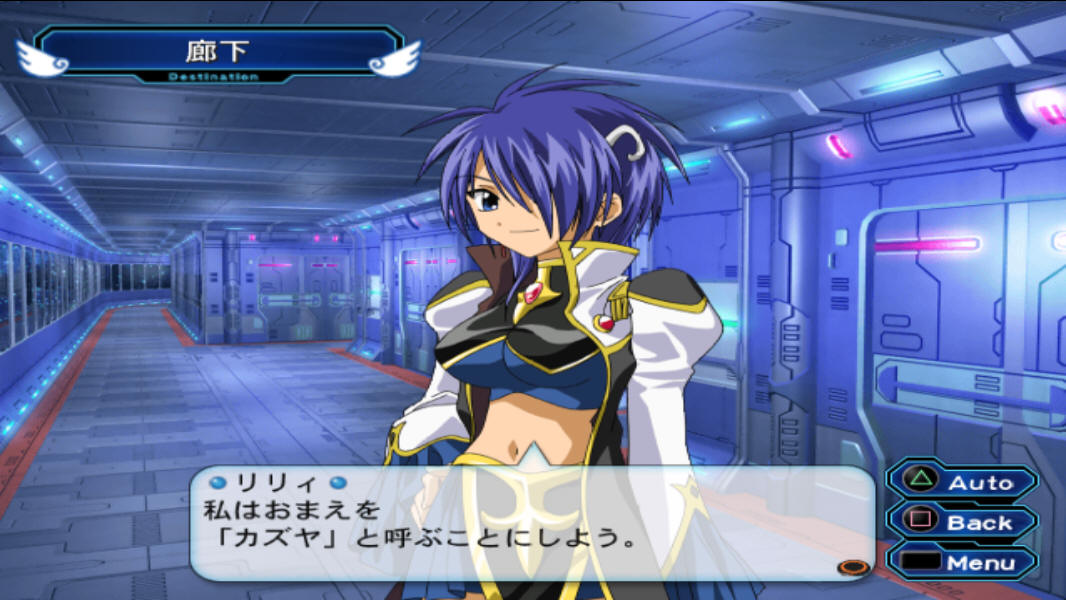 廊下
Destination
リリィ
私はおまえを
「カズヤ」と呼ぶことにしよう。
Auto
Back
Menu